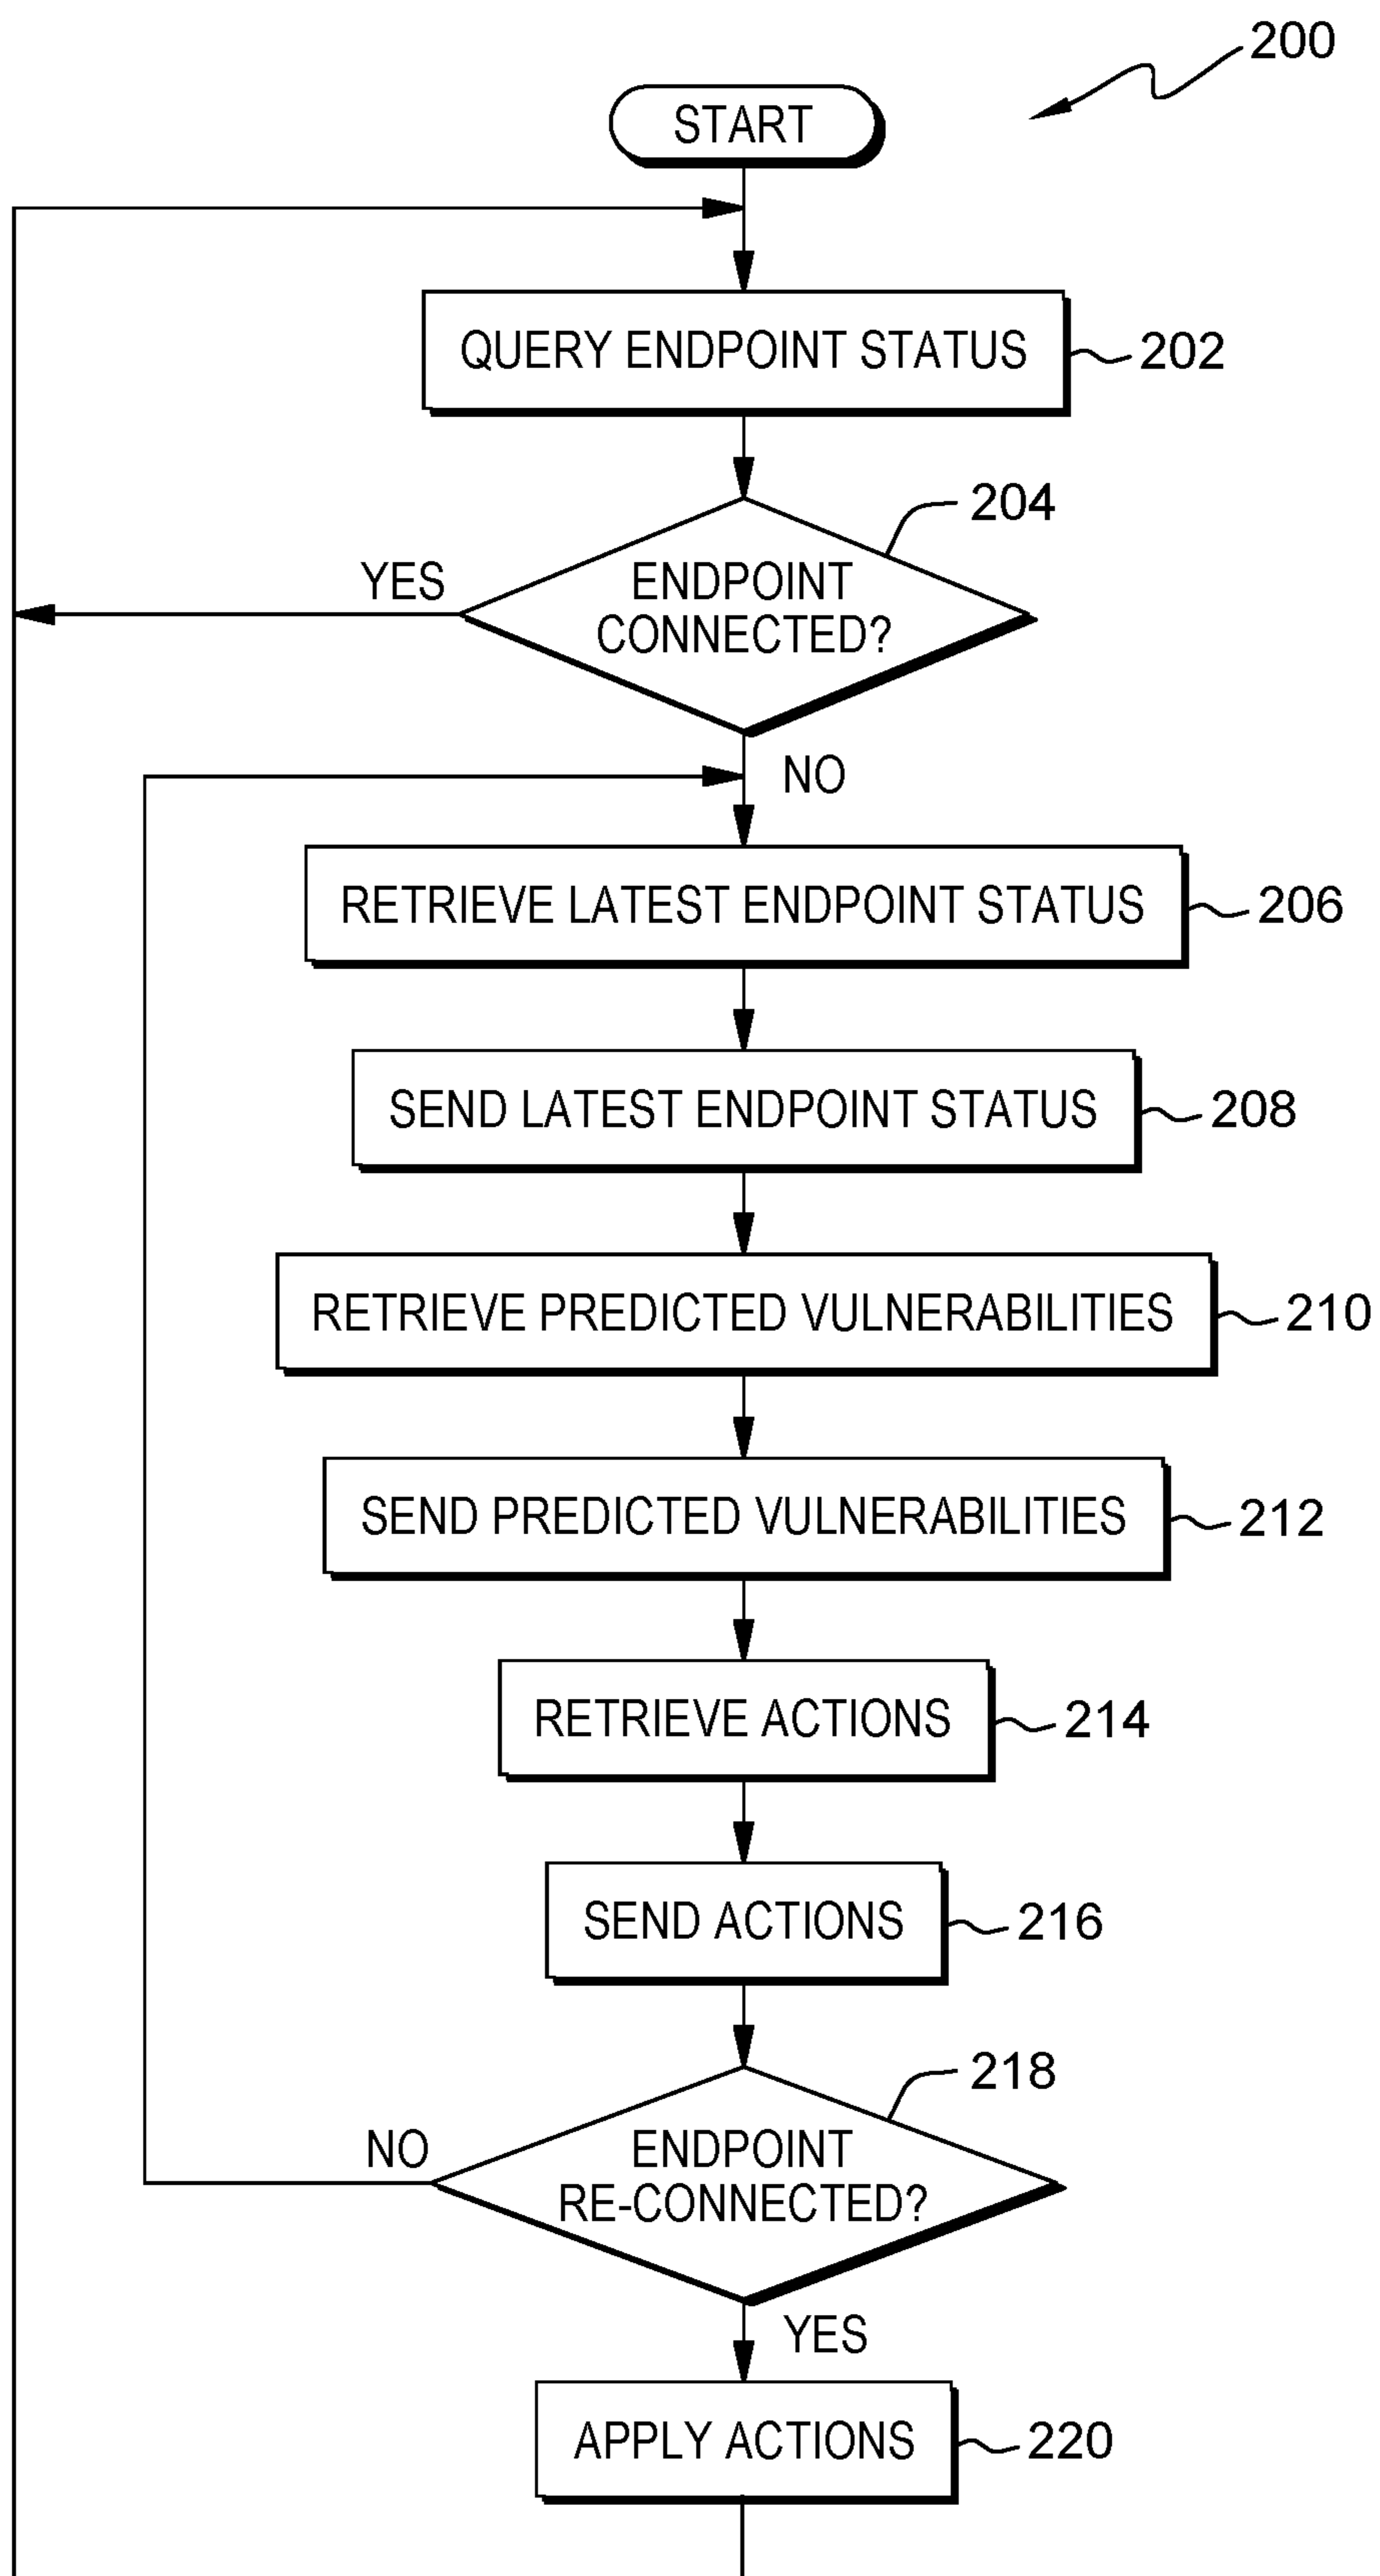 200
START
QUERY ENDPOINT STATUS
202
204
YES
ENDPOINT
CONNECTED?
NO
RETRIEVE LATEST ENDPOINT STATUS
206
SEND LATEST ENDPOINT STATUS
208
RETRIEVE PREDICTED VULNERABILITIES
210
SEND PREDICTED VULNERABILITIES
212
RETRIEVE ACTIONS
214
SEND ACTIONS
216
218
NO
ENDPOINT
RE-CONNECTED?
YES
APPLY ACTIONS
220